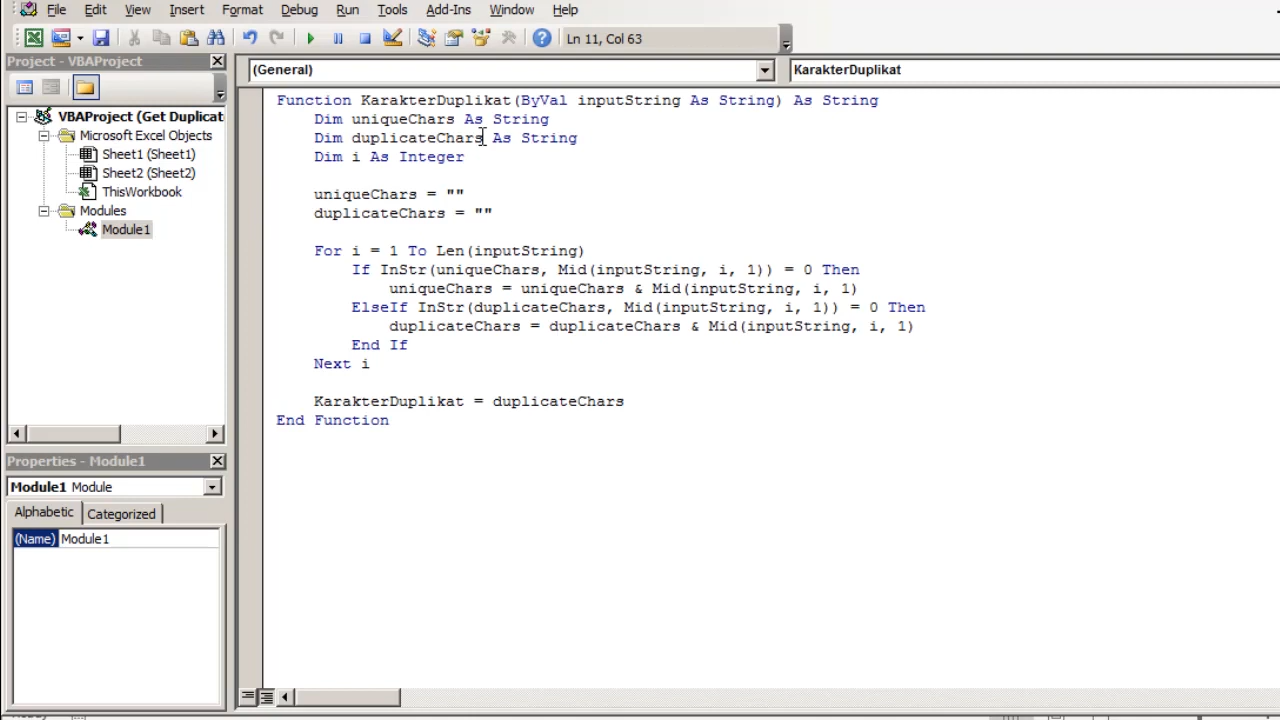 File Edit View Insert Format Debug Run Tools Add-Ins Window Help
Ln 11, Col 63
Project - VBAProject
(General) KarakterDuplikat
VBAProject (Get Duplicat
Microsoft Excel Objects
Sheet1 (Sheet1)
Sheet2 (Sheet2)
ThisWorkbook
Modules
Module1
Function KarakterDuplikat(ByVal inputString As String) As String
Dim uniqueChars As String
Dim duplicateChars As String
Dim i As Integer
uniqueChars = ""
duplicateChars = ""
For i = 1 To Len(inputString)
If InStr(uniqueChars, Mid(inputString, i, 1)) = 0 Then
uniqueChars = uniqueChars & Mid(inputString, i, 1)
ElseIf InStr(duplicateChars, Mid(inputString, i, 1)) = 0 Then
duplicateChars = duplicateChars & Mid(inputString, i, 1)
End If
Next i
KarakterDuplikat = duplicateChars
End Function
Properties - Module1
Module1 Module
Alphabetic Categorized
(Name) Module1